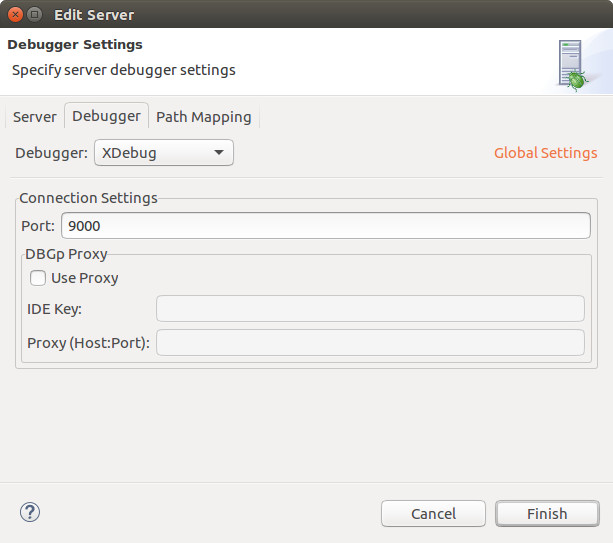 Edit Server
Debugger Settings
Specify server debugger settings
Server Debugger Path Mapping
Debugger: XDebug Global Settings
Connection Settings
Port: 9000
DBGp Proxy
Use Proxy
IDE Key:
Proxy (Host:Port):
? Cancel Finish